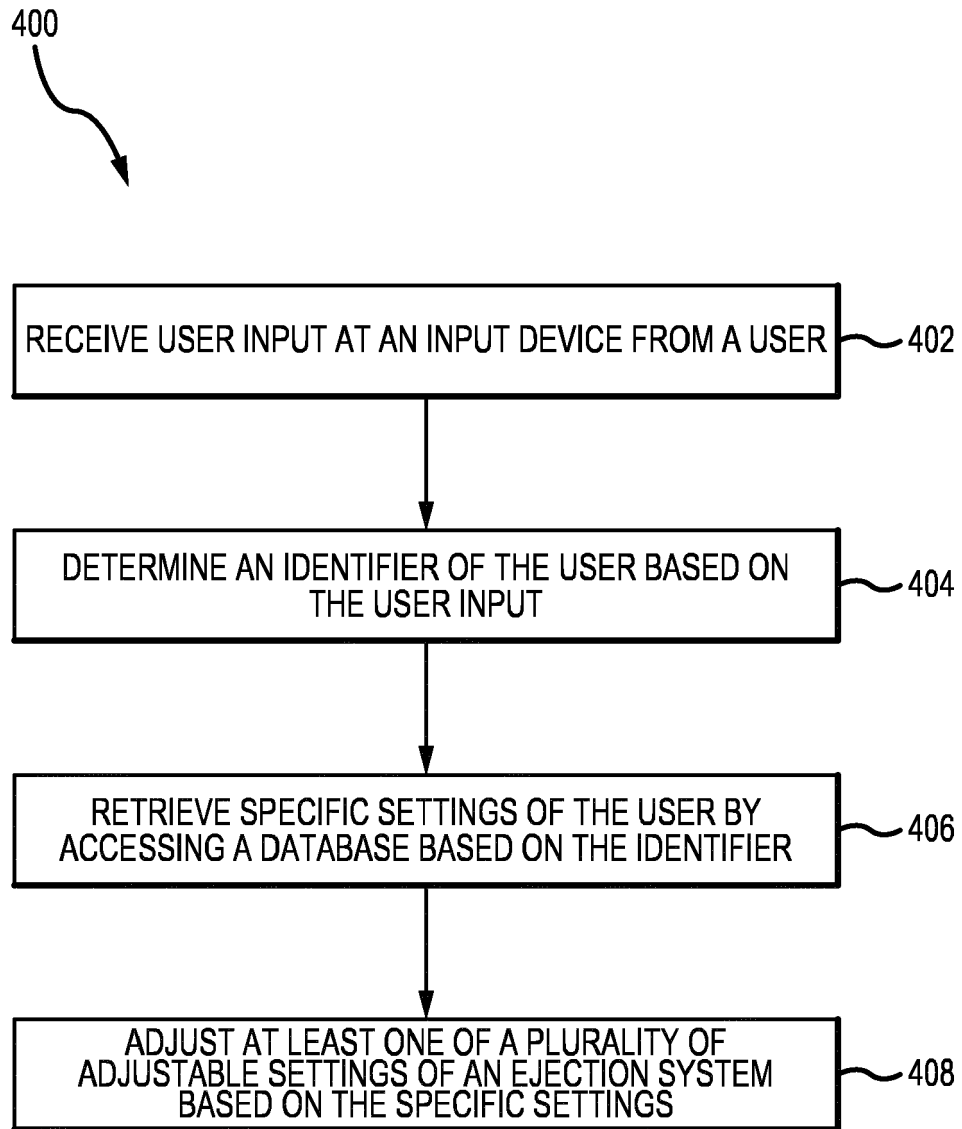 400
RECEIVE USER INPUT AT AN INPUT DEVICE FROM A USER
402
DETERMINE AN IDENTIFIER OF THE USER BASED ON
THE USER INPUT
404
RETRIEVE SPECIFIC SETTINGS OF THE USER BY
ACCESSING A DATABASE BASED ON THE IDENTIFIER
406
ADJUST AT LEAST ONE OF A PLURALITY OF
ADJUSTABLE SETTINGS OF AN EJECTION SYSTEM
BASED ON THE SPECIFIC SETTINGS
408